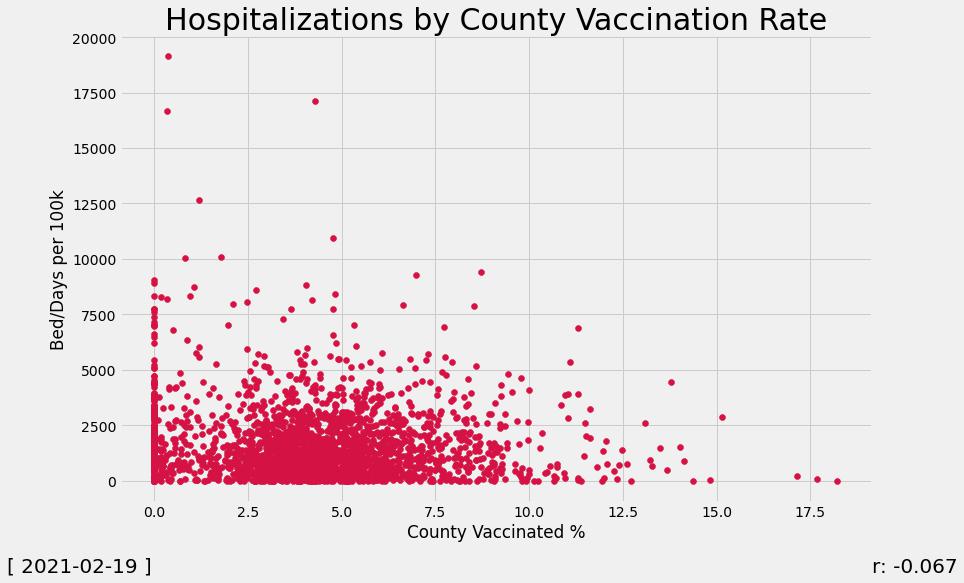 Hospitalizations by County Vaccination Rate
20000
17500
15000
12500
10000
7500
5000
2500
0
Bed/Days per 100k
0.0 2.5 5.0 7.5 10.0 12.5 15.0 17.5
County Vaccinated %
[ 2021-02-19 ]
r: -0.067